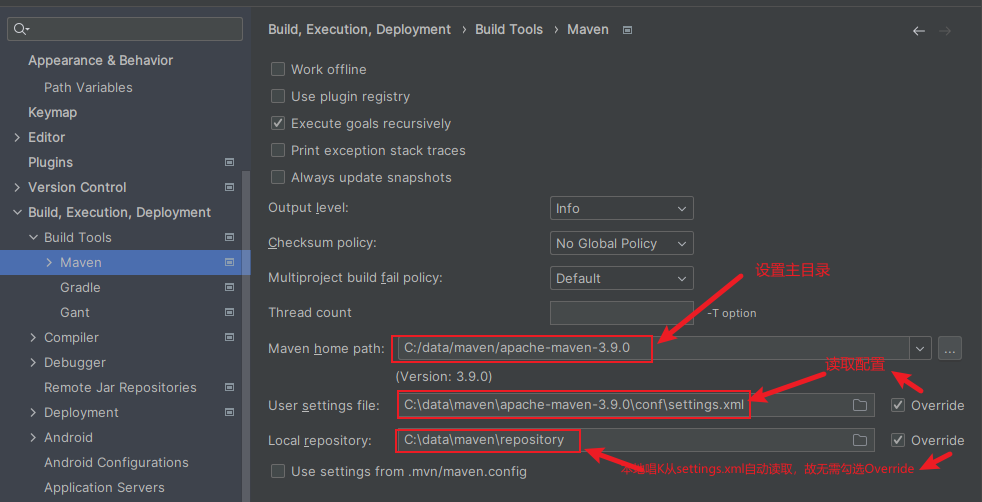 Build, Execution, Deployment › Build Tools › Maven
Appearance & Behavior
Path Variables
Keymap
Editor
Plugins
Version Control
Build, Execution, Deployment
Build Tools
Maven
Gradle
Gant
Compiler
Debugger
Remote Jar Repositories
Deployment
Android
Android Configurations
Application Servers
Work offline
Use plugin registry
Execute goals recursively
Print exception stack traces
Always update snapshots
Output level: Info
Checksum policy: No Global Policy
Multiproject build fail policy: Default
设置主目录
Thread count -T option
Maven home path: C:/data/maven/apache-maven-3.9.0 ...
读取配置
(Version: 3.9.0)
User settings file: C:\data\maven\apache-maven-3.9.0\conf\settings.xml Override
Local repository: C:\data\maven\repository Override
Use settings from .mvn/maven.config
本地唱K从settings.xml自动读取，故无需勾选Override